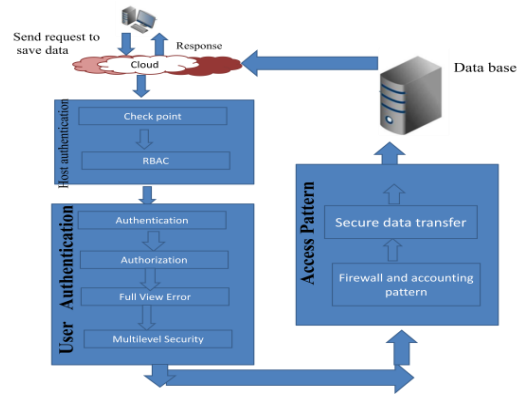 Send request to
save data
Response
Cloud
Data base
Host authentication
Check point
RBAC
User Authentication
Authentication
Authorization
Full View Error
Multilevel Security
Access Pattern
Secure data transfer
Firewall and accounting
pattern